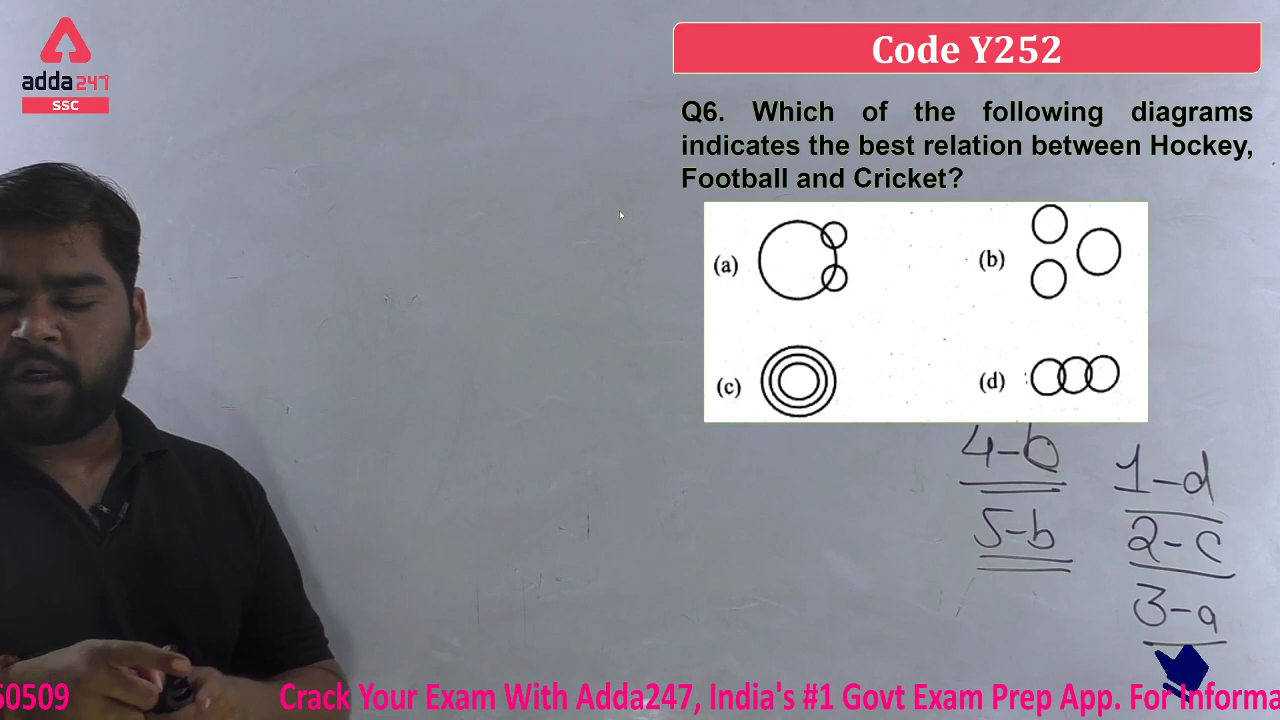 adda247
SSC
Code Y252
Q6. Which of the following diagrams
indicates the best relation between Hockey,
Football and Cricket?
(a)
(b)
(c)
(d)
4-b
5-b
1-d
2-c
3-a
60509
Crack Your Exam With Adda247, India's #1 Govt Exam Prep App. For Informa